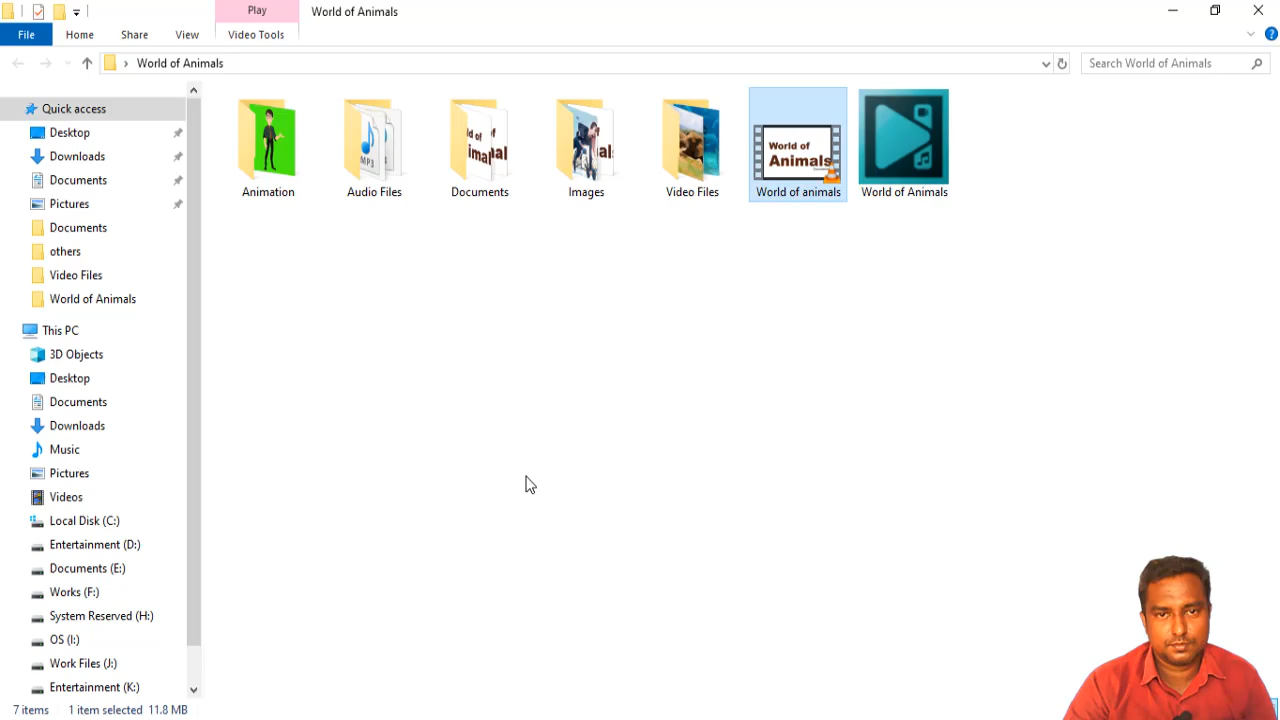 Play
World of Animals
File
Home
Share
View
Video Tools
World of Animals
Search World of Animals
Quick access
Desktop
Downloads
Documents
Pictures
Documents
others
Video Files
World of Animals
This PC
3D Objects
Desktop
Documents
Downloads
Music
Pictures
Videos
Local Disk (C:)
Entertainment (D:)
Documents (E:)
Works (F:)
System Reserved (H:)
OS (I:)
Work Files (J:)
Entertainment (K:)
MP3
World of
Animals
Animation
Audio Files
Documents
Images
Video Files
World of animals
World of Animals
7 items
1 item selected 11.8 MB